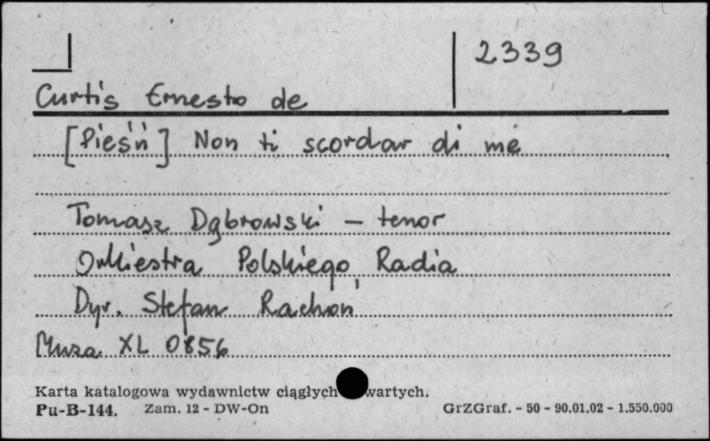 2339
Curtis Ernesto de
[Pieśń] Non ti scordar di me
Tomasz Dąbrowski - tenor
Orkiestra Polskiego Radia
Dyr. Stefan Rachoń
Muza XL 0856
Karta katalogowa wydawnictw ciągłych wartych.
Pu-B-144. Zam. 12 - DW-On GrZGraf. - 50 - 90.01.02 - 1.550.000